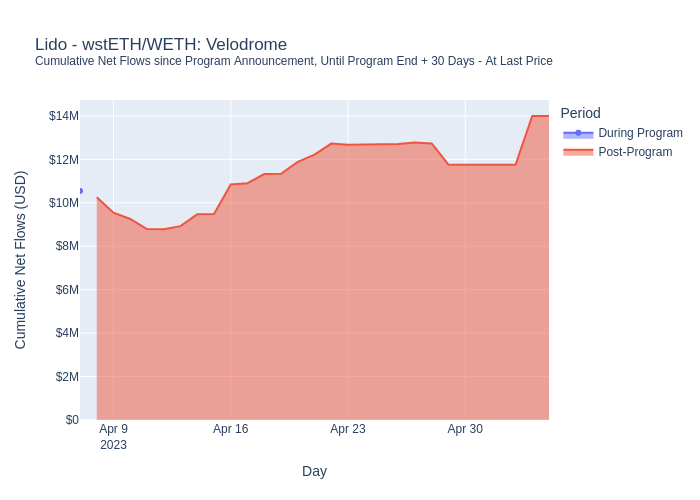 Lido - wstETH/WETH: Velodrome
Cumulative Net Flows since Program Announcement, Until Program End + 30 Days - At Last Price
Period
During Program
Post-Program
Cumulative Net Flows (USD)
$14M
$12M
$10M
$8M
$6M
$4M
$2M
$0
Apr 9
2023
Apr 16
Apr 23
Apr 30
Day